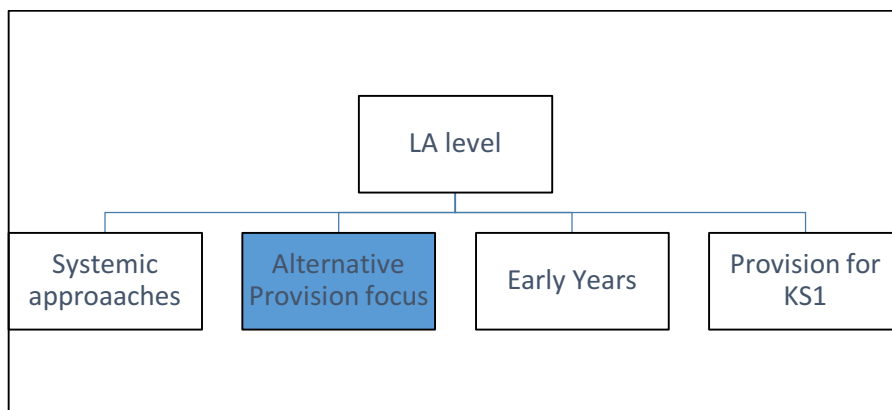 LA level
Systemic
approaaches
Alternative
Provision focus
Early Years
Provision for
KS1